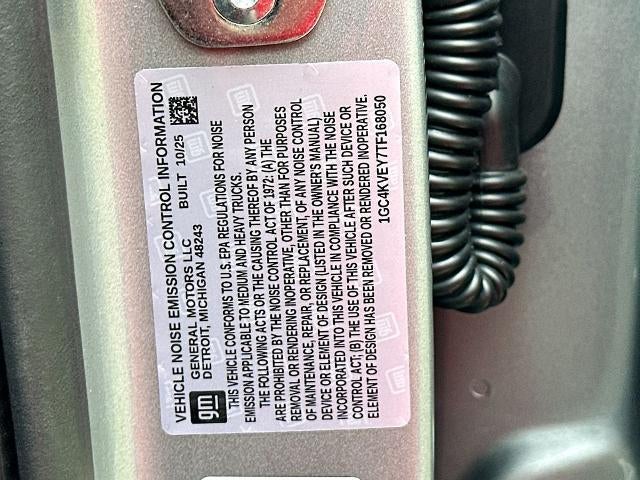 VEHICLE NOISE EMISSION CONTROL INFORMATION
gm GENERAL MOTORS LLC BUILT 10/25
DETROIT, MICHIGAN 48243
THIS VEHICLE CONFORMS TO U.S. EPA REGULATIONS FOR NOISE
EMISSION APPLICABLE TO MEDIUM AND HEAVY TRUCKS.
THE FOLLOWING ACTS OR THE CAUSING THEREOF BY ANY PERSON
ARE PROHIBITED BY THE NOISE CONTROL ACT OF 1972: (A) THE
REMOVAL OR RENDERING INOPERATIVE, OTHER THAN FOR PURPOSES
OF MAINTENANCE, REPAIR, OR REPLACEMENT, OF ANY NOISE CONTROL
DEVICE OR ELEMENT OF DESIGN (LISTED IN THE OWNER'S MANUAL)
INCORPORATED INTO THIS VEHICLE IN COMPLIANCE WITH THE NOISE
CONTROL ACT; (B) THE USE OF THIS VEHICLE AFTER SUCH DEVICE OR
ELEMENT OF DESIGN HAS BEEN REMOVED OR RENDERED INOPERATIVE.
1GC4KVEY7TF168050